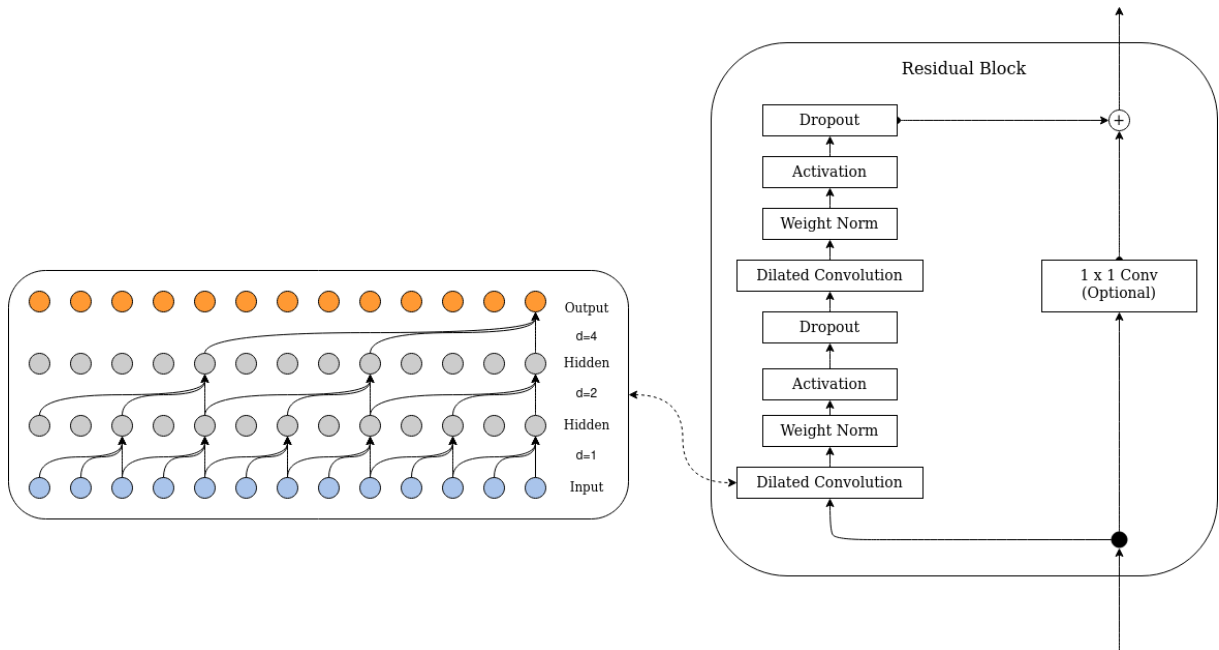 Output
d=4
Hidden
d=2
Hidden
d=1
Input
Residual Block
Dropout
+
Activation
Weight Norm
Dilated Convolution
1 x 1 Conv
(Optional)
Dropout
Activation
Weight Norm
Dilated Convolution